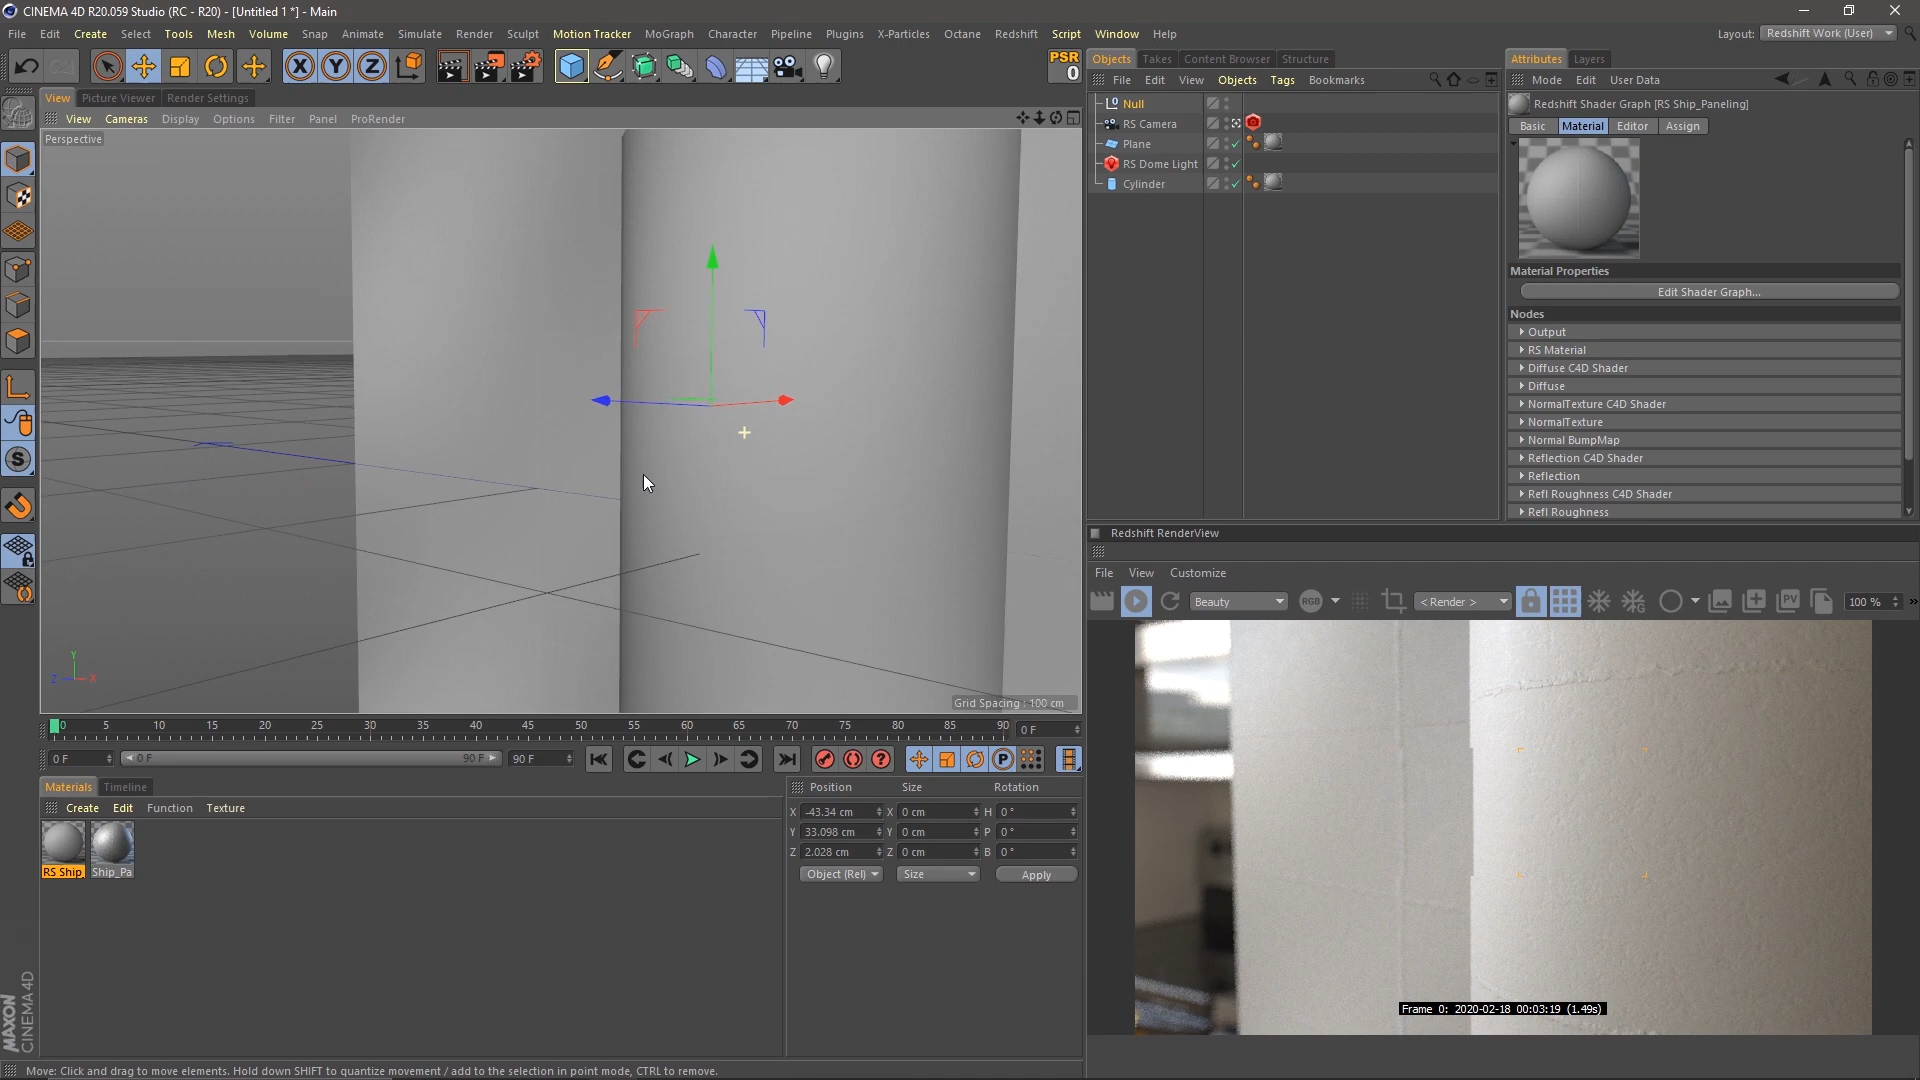 CINEMA 4D R20.059 Studio (RC - R20) - [Untitled 1 *] - Main
File Edit Create Select Tools Mesh Volume Snap Animate Simulate Render Sculpt Motion Tracker MoGraph Character Pipeline Plugins X-Particles Octane Redshift Script Window Help Layout: Redshift Work (User)
X Y Z PSR
0
View Picture Viewer Render Settings
View Cameras Display Options Filter Panel ProRender
Perspective
Y
Z X
Grid Spacing : 100 cm
Objects Takes Content Browser Structure
File Edit View Objects Tags Bookmarks
Null
RS Camera
Plane
RS Dome Light
Cylinder
Attributes Layers
Mode Edit User Data
Redshift Shader Graph [RS Ship_Paneling]
Basic Material Editor Assign
Material Properties
Edit Shader Graph...
Nodes
Output
RS Material
Diffuse C4D Shader
Diffuse
NormalTexture C4D Shader
NormalTexture
Normal BumpMap
Reflection C4D Shader
Reflection
Refl Roughness C4D Shader
Refl Roughness
Redshift RenderView
File View Customize
Beauty RGB < Render > PV 100 % »
Frame 0: 2020-02-18 00:03:19 (1.49s)
0 5 10 15 20 25 30 35 40 45 50 55 60 65 70 75 80 85 90 0 F
0 F 0 F 90 F 90 F
Materials Timeline
Create Edit Function Texture
RS Ship_ Ship_Pa
Position Size Rotation
X -43.34 cm X 0 cm H 0 °
Y 33.098 cm Y 0 cm P 0 °
Z 2.028 cm Z 0 cm B 0 °
Object (Rel) Size Apply
MAXON
CINEMA 4D
Move: Click and drag to move elements. Hold down SHIFT to quantize movement / add to the selection in point mode, CTRL to remove.